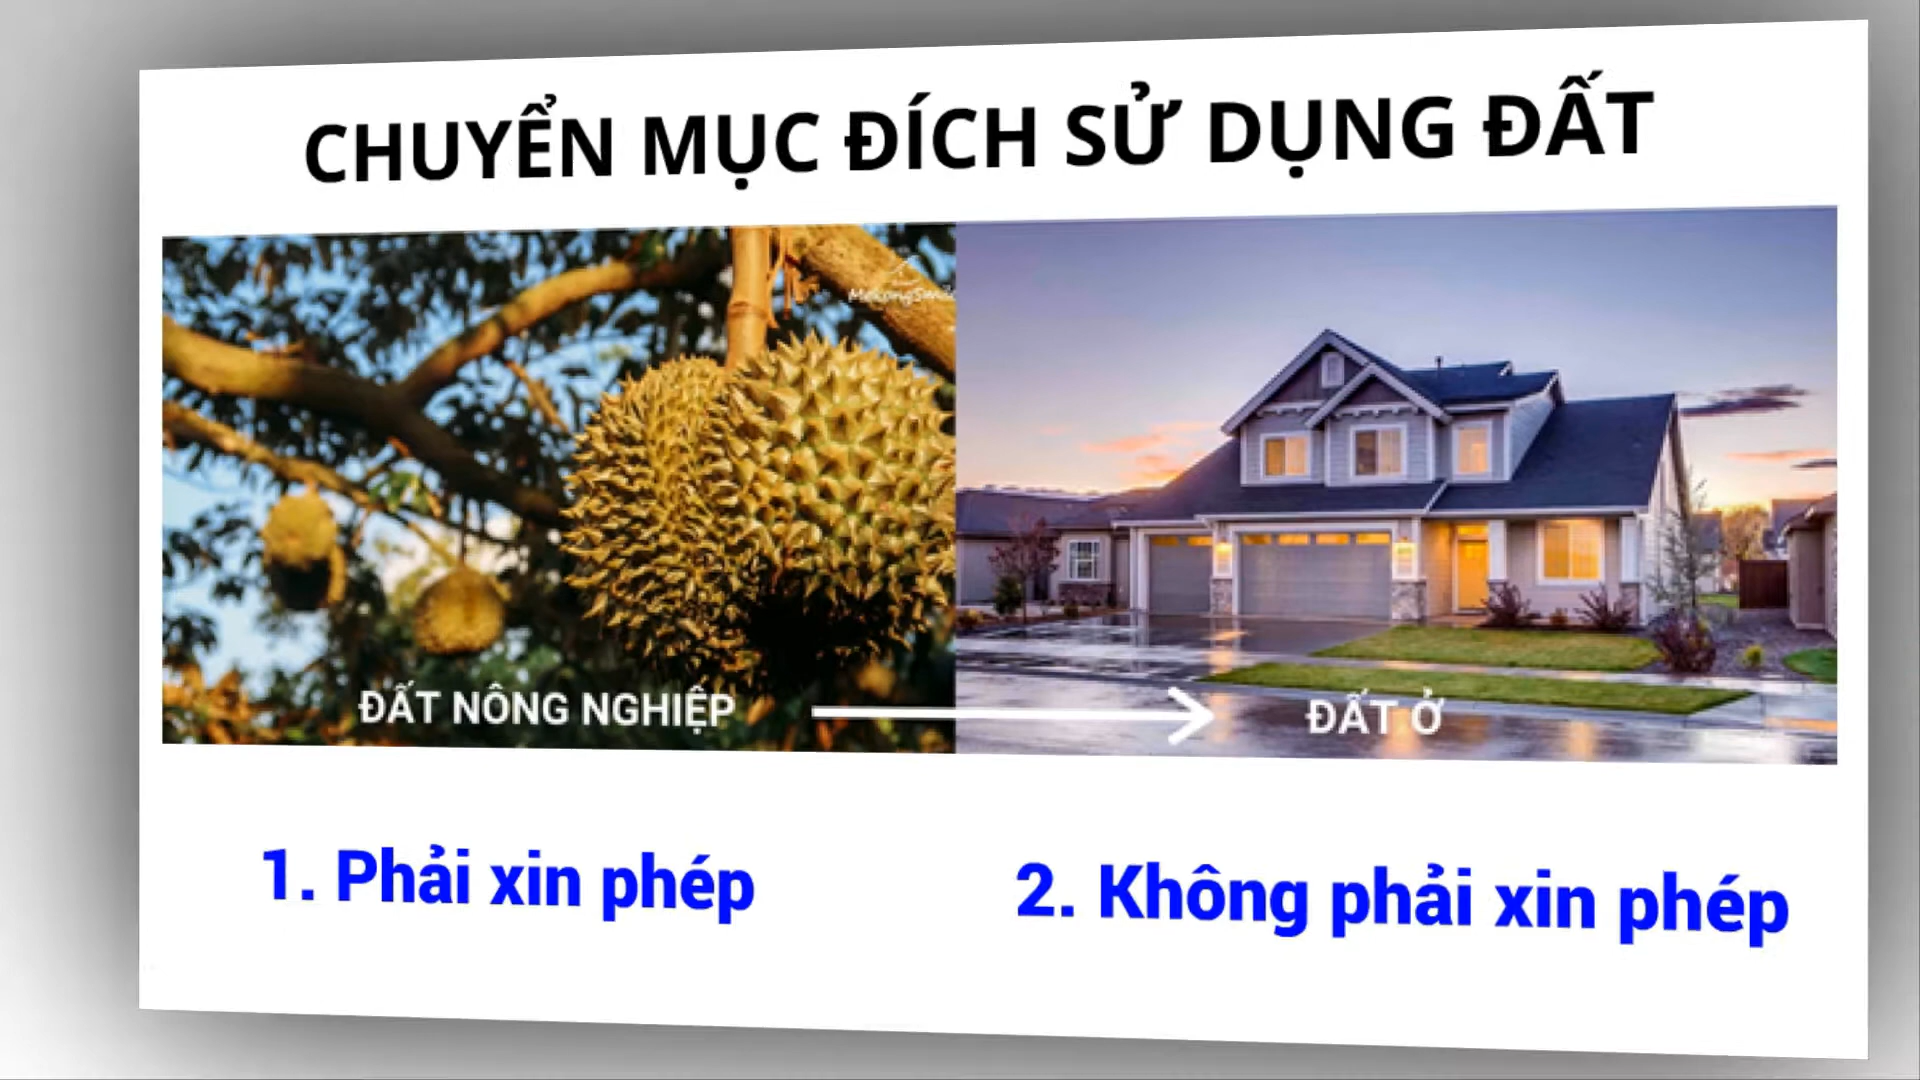 CHUYỂN MỤC ĐÍCH SỬ DỤNG ĐẤT
ĐẤT NÔNG NGHIỆP
ĐẤT Ở
1. Phải xin phép
2. Không phải xin phép